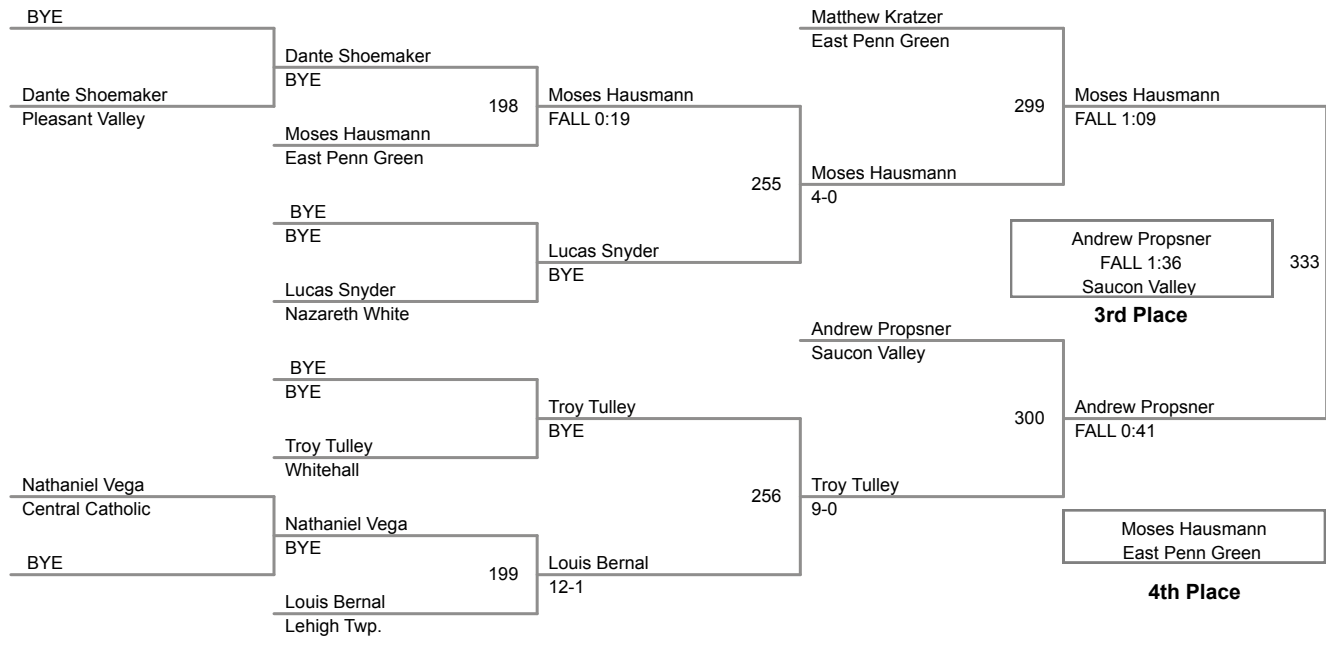 BYE
Dante Shoemaker
Pleasant Valley
Dante Shoemaker
BYE
198
Moses Hausmann
East Penn Green
Moses Hausmann
FALL 0:19
BYE
BYE
Lucas Snyder
Nazareth White
Lucas Snyder
BYE
255
Matthew Kratzer
East Penn Green
299
Moses Hausmann
4-0
Moses Hausmann
FALL 1:09
Andrew Propsner
FALL 1:36
Saucon Valley
333
3rd Place
BYE
BYE
Troy Tulley
Whitehall
Troy Tulley
BYE
Nathaniel Vega
Central Catholic
BYE
Nathaniel Vega
BYE
199
Louis Bernal
Lehigh Twp.
Louis Bernal
12-1
256
Andrew Propsner
Saucon Valley
300
Troy Tulley
9-0
Andrew Propsner
FALL 0:41
Moses Hausmann
East Penn Green
4th Place